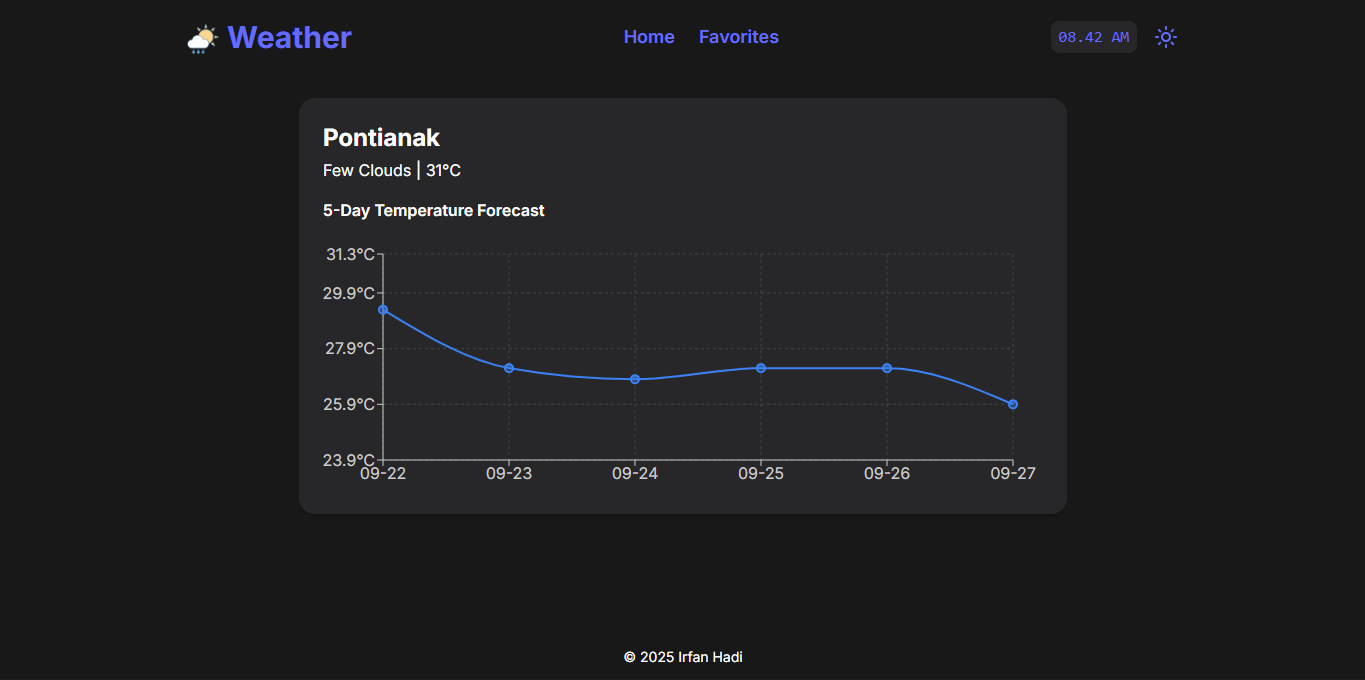 Weather
Home Favorites
08.42 AM
Pontianak
Few Clouds | 31°C
5-Day Temperature Forecast
31.3°C
29.9°C
27.9°C
25.9°C
23.9°C
09-22 09-23 09-24 09-25 09-26 09-27
© 2025 Irfan Hadi